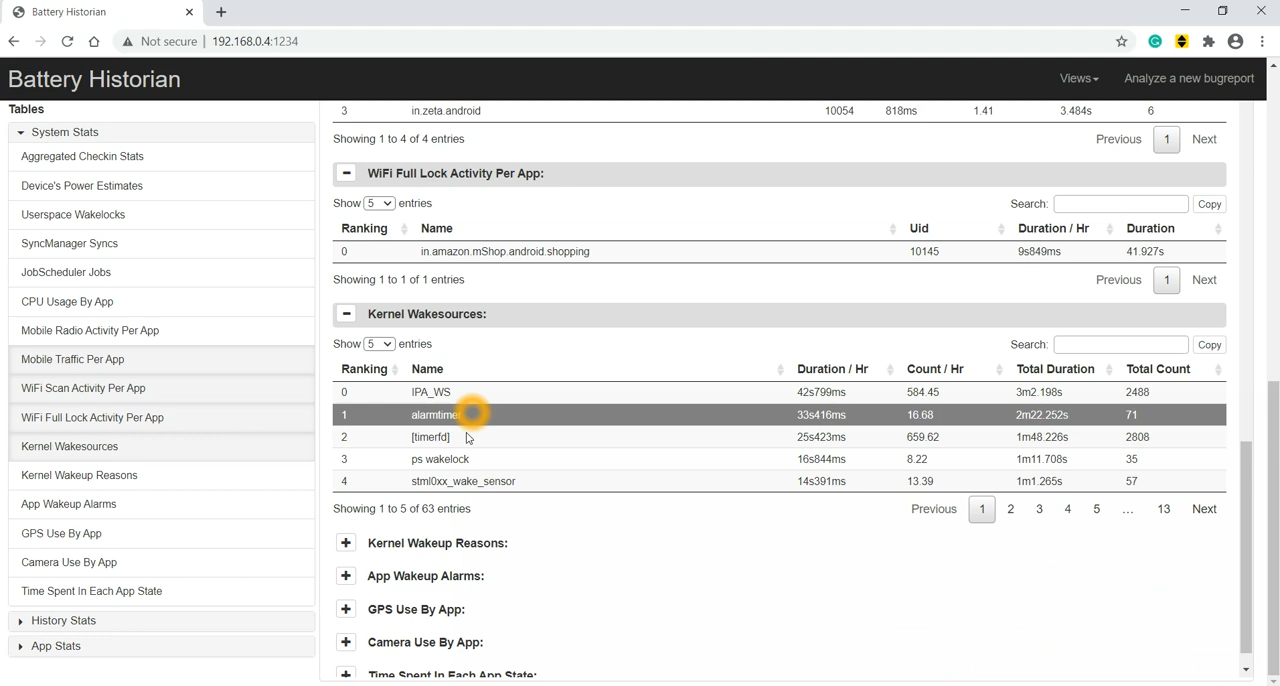 Battery Historian
Not secure | 192.168.0.4:1234
Battery Historian
Views
Analyze a new bugreport
Tables
System Stats
Aggregated Checkin Stats
Device's Power Estimates
Userspace Wakelocks
SyncManager Syncs
JobScheduler Jobs
CPU Usage By App
Mobile Radio Activity Per App
Mobile Traffic Per App
WiFi Scan Activity Per App
WiFi Full Lock Activity Per App
Kernel Wakesources
Kernel Wakeup Reasons
App Wakeup Alarms
GPS Use By App
Camera Use By App
Time Spent In Each App State
History Stats
App Stats
3 in.zeta.android 10054 818ms 1.41 3.484s 6
Showing 1 to 4 of 4 entries Previous 1 Next
WiFi Full Lock Activity Per App:
Show 5 entries Search: Copy
Ranking Name Uid Duration / Hr Duration
0 in.amazon.mShop.android.shopping 10145 9s849ms 41.927s
Showing 1 to 1 of 1 entries Previous 1 Next
Kernel Wakesources:
Show 5 entries Search: Copy
Ranking Name Duration / Hr Count / Hr Total Duration Total Count
0 IPA_WS 42s799ms 584.45 3m2.198s 2488
1 alarmtimer 33s416ms 16.68 2m22.252s 71
2 [timerfd] 25s423ms 659.62 1m48.226s 2808
3 ps wakelock 16s844ms 8.22 1m11.708s 35
4 stml0xx_wake_sensor 14s391ms 13.39 1m1.265s 57
Showing 1 to 5 of 63 entries Previous 1 2 3 4 5 … 13 Next
Kernel Wakeup Reasons:
App Wakeup Alarms:
GPS Use By App:
Camera Use By App:
Time Spent In Each App State: